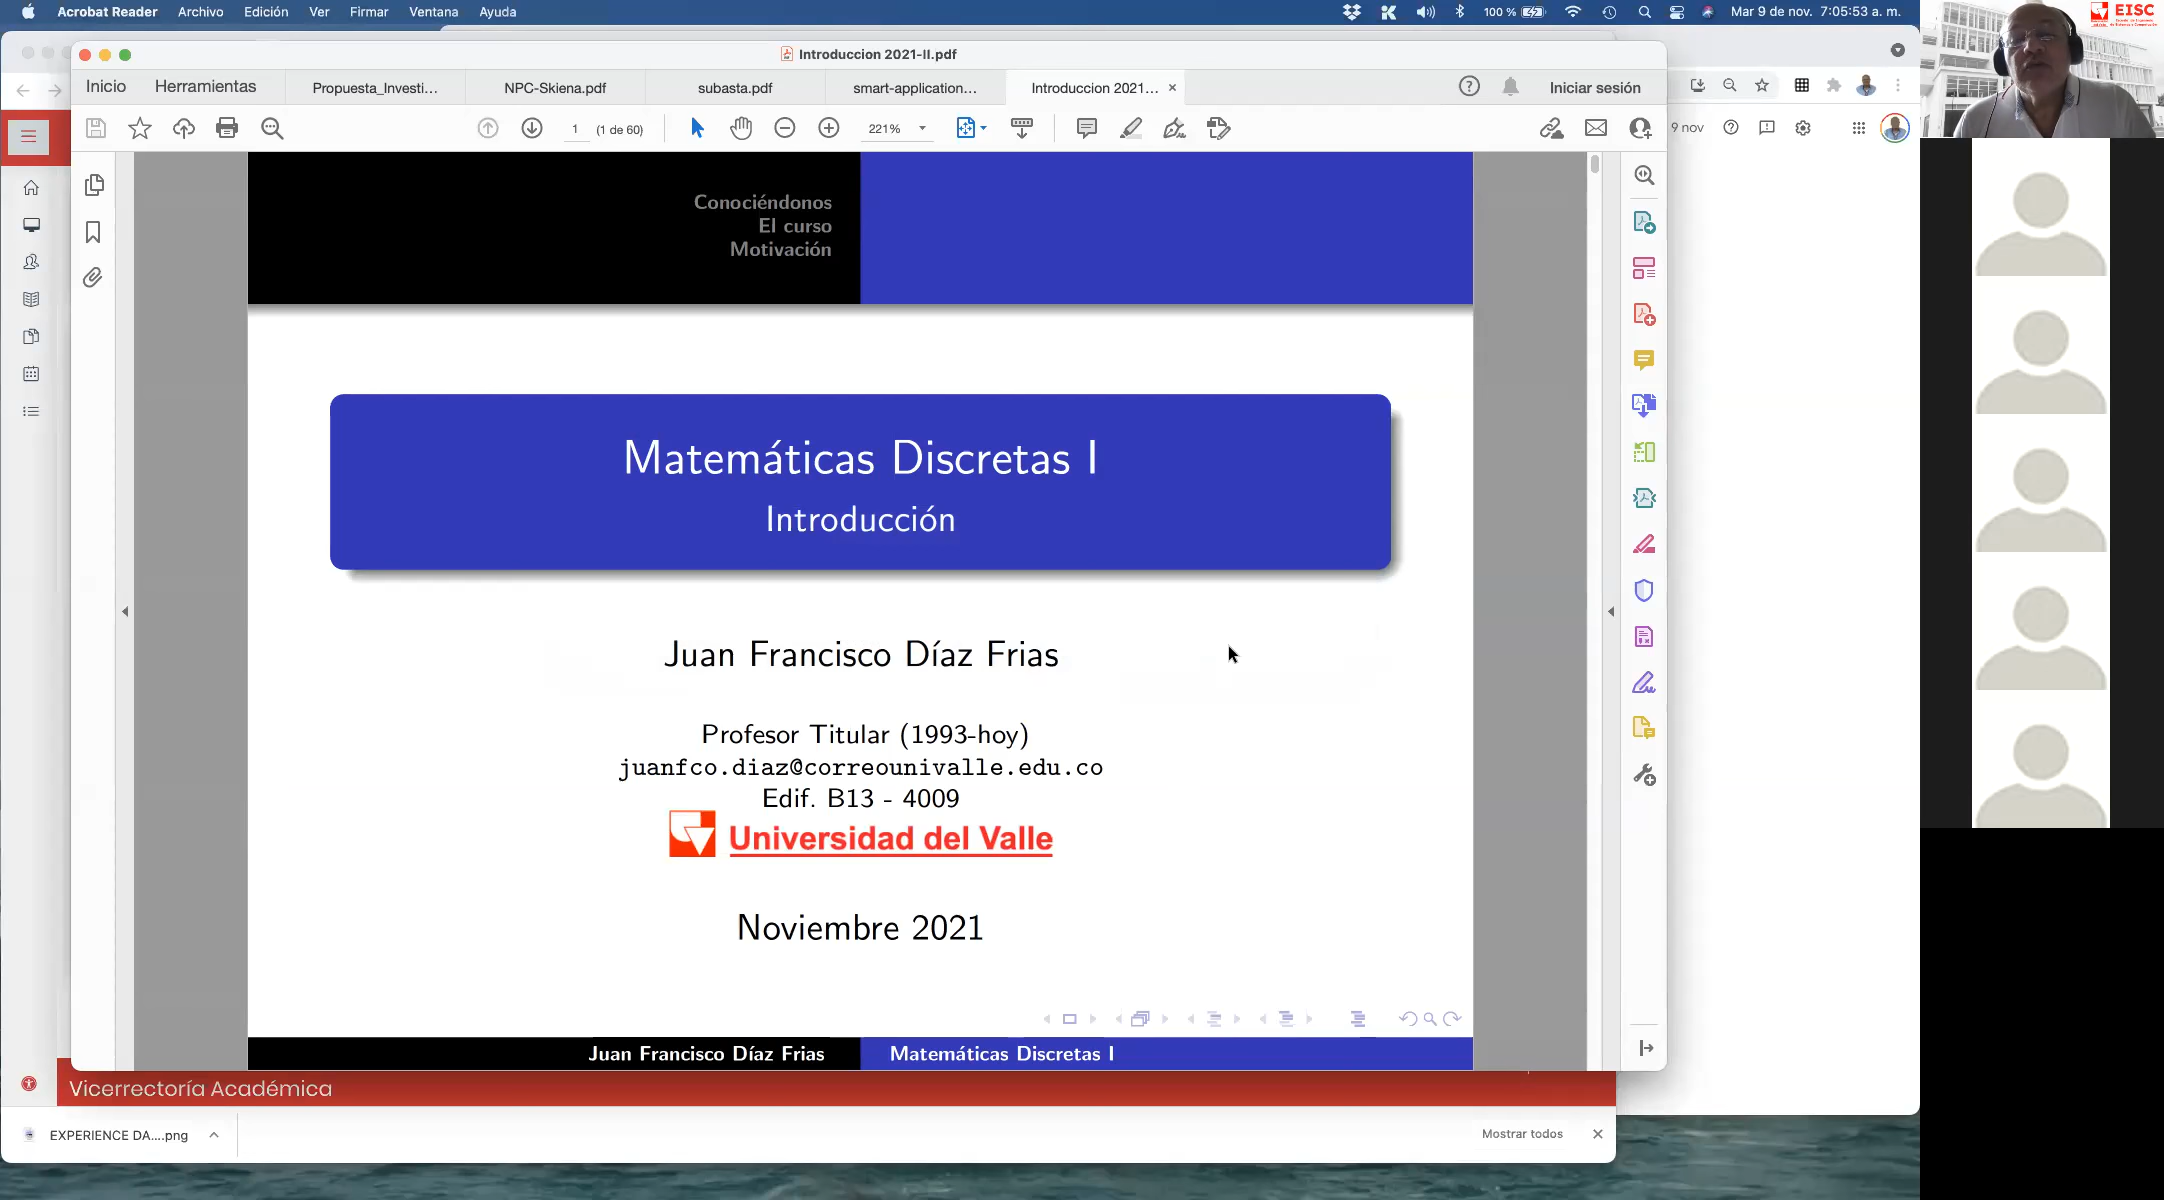 Acrobat Reader Archivo Edición Ver Firmar Ventana Ayuda 100 % Mar 9 de nov. 7:05:53 a. m.
EISC
Introduccion 2021-II.pdf
Inicio Herramientas Propuesta_Investi... NPC-Skiena.pdf subasta.pdf smart-application... Introduccion 2021... × Iniciar sesión
1 (1 de 60) 221% 9 nov
Conociéndonos
El curso
Motivación
Matemáticas Discretas I
Introducción
Juan Francisco Díaz Frias
Profesor Titular (1993-hoy)
juanfco.diaz@correounivalle.edu.co
Edif. B13 - 4009
Universidad del Valle
Noviembre 2021
Juan Francisco Díaz Frias Matemáticas Discretas I
Vicerrectoría Académica
EXPERIENCE DA....png Mostrar todos